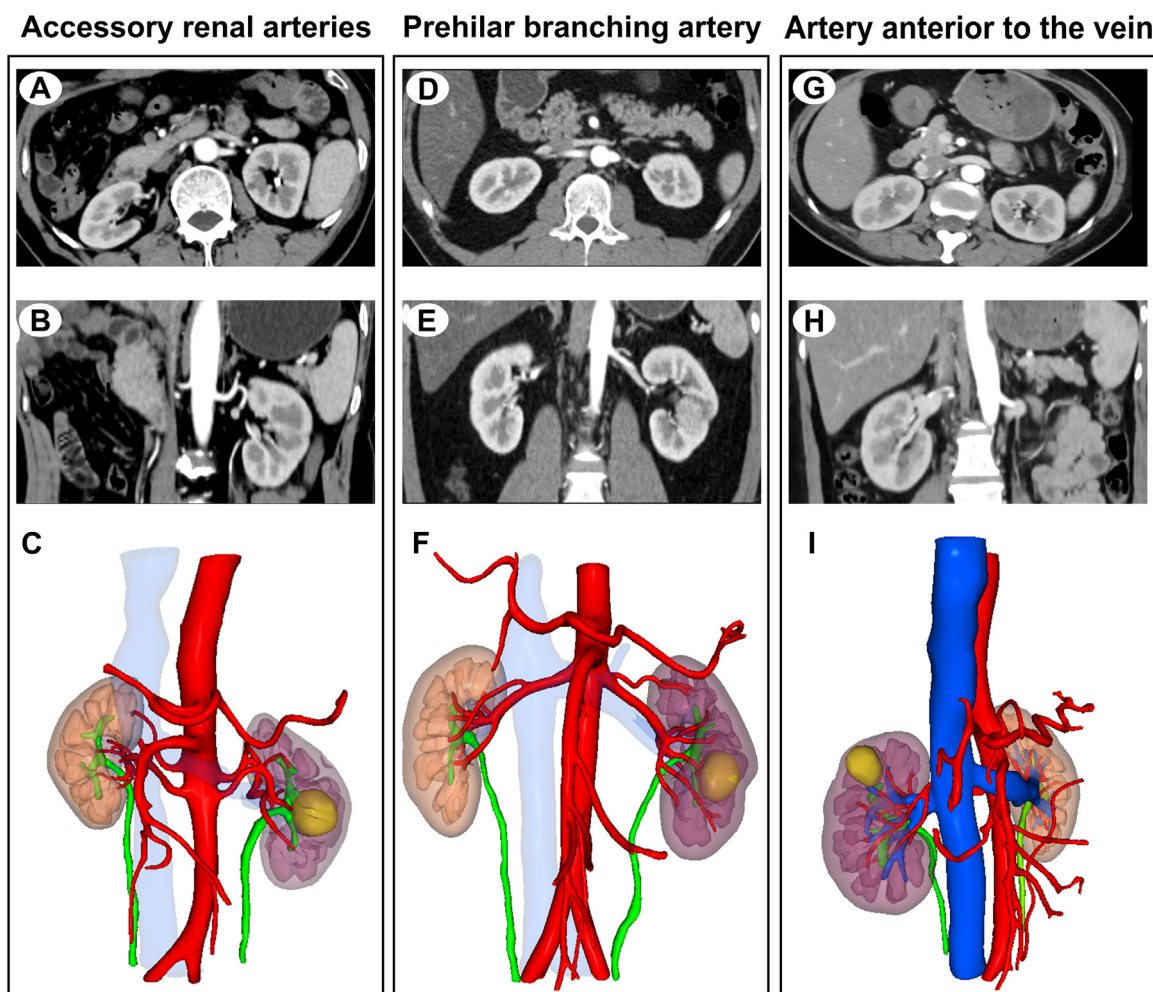 Accessory renal arteries
Prehilar branching artery
Artery anterior to the vein
A
D
G
B
E
H
C
F
I